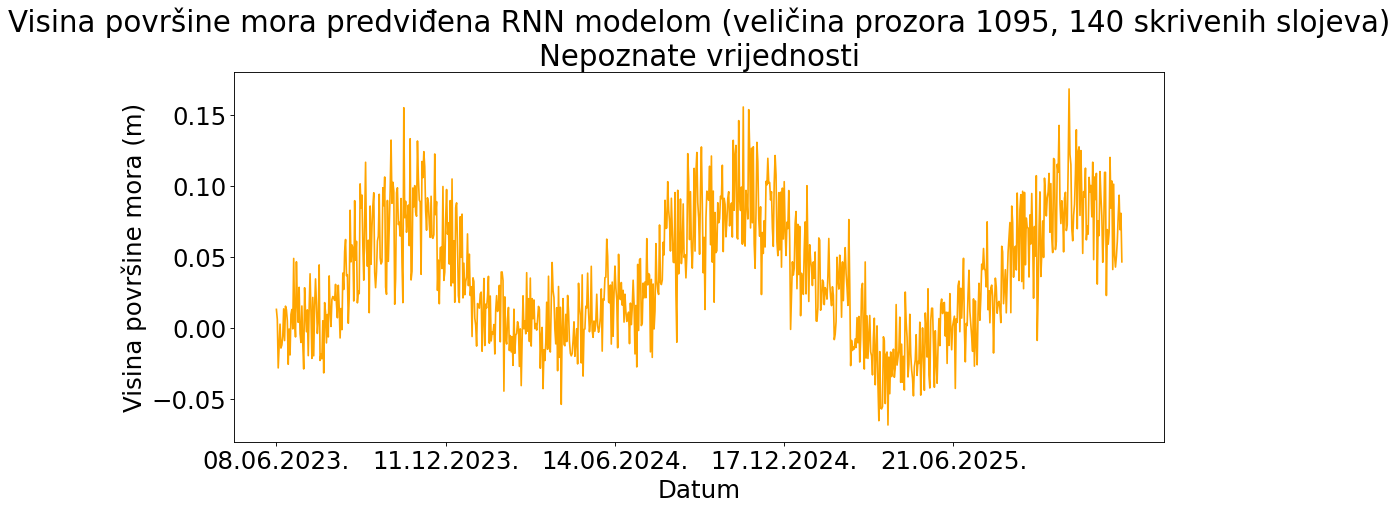 Visina površine mora predviđena RNN modelom (veličina prozora 1095, 140 skrivenih slojeva)
Nepoznate vrijednosti
Visina površine mora (m)
0.15
0.10
0.05
0.00
−0.05
08.06.2023. 11.12.2023. 14.06.2024. 17.12.2024. 21.06.2025.
Datum